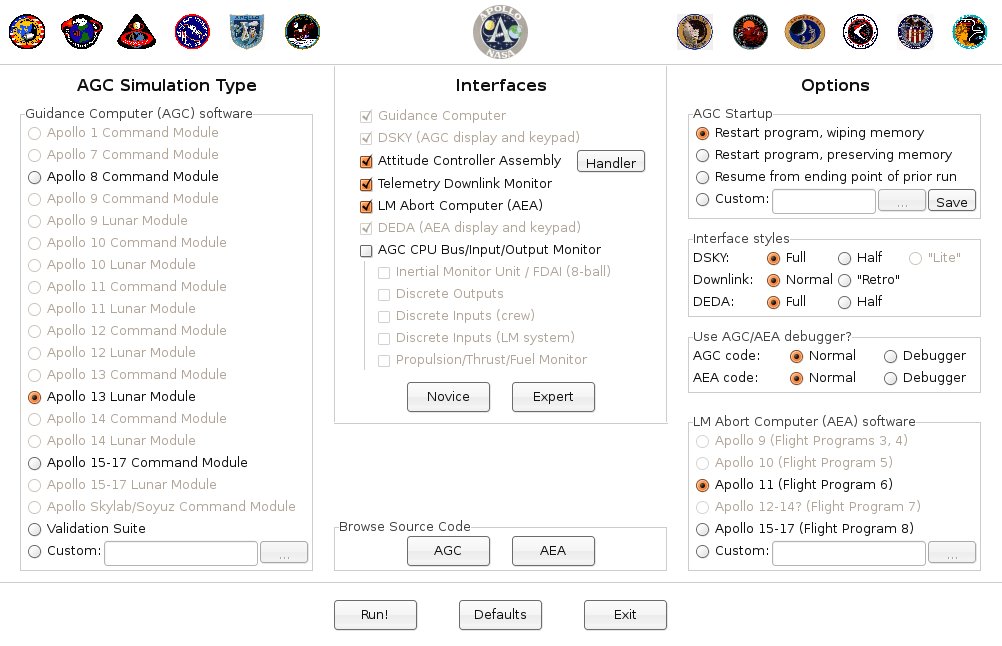 APOLLO
NASA
AGC Simulation Type
Guidance Computer (AGC) software
Apollo 1 Command Module
Apollo 7 Command Module
Apollo 8 Command Module
Apollo 9 Command Module
Apollo 9 Lunar Module
Apollo 10 Command Module
Apollo 10 Lunar Module
Apollo 11 Command Module
Apollo 11 Lunar Module
Apollo 12 Command Module
Apollo 12 Lunar Module
Apollo 13 Command Module
Apollo 13 Lunar Module
Apollo 14 Command Module
Apollo 14 Lunar Module
Apollo 15-17 Command Module
Apollo 15-17 Lunar Module
Apollo Skylab/Soyuz Command Module
Validation Suite
Custom: ...
Interfaces
Guidance Computer
DSKY (AGC display and keypad)
Attitude Controller Assembly Handler
Telemetry Downlink Monitor
LM Abort Computer (AEA)
DEDA (AEA display and keypad)
AGC CPU Bus/Input/Output Monitor
Inertial Monitor Unit / FDAI (8-ball)
Discrete Outputs
Discrete Inputs (crew)
Discrete Inputs (LM system)
Propulsion/Thrust/Fuel Monitor
Novice Expert
Browse Source Code
AGC AEA
Options
AGC Startup
Restart program, wiping memory
Restart program, preserving memory
Resume from ending point of prior run
Custom: ... Save
Interface styles
DSKY: Full Half "Lite"
Downlink: Normal "Retro"
DEDA: Full Half
Use AGC/AEA debugger?
AGC code: Normal Debugger
AEA code: Normal Debugger
LM Abort Computer (AEA) software
Apollo 9 (Flight Programs 3, 4)
Apollo 10 (Flight Program 5)
Apollo 11 (Flight Program 6)
Apollo 12-14? (Flight Program 7)
Apollo 15-17 (Flight Program 8)
Custom: ...
Run! Defaults Exit